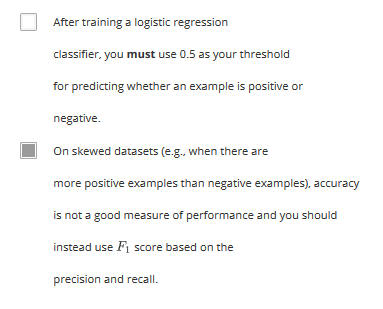 After training a logistic regression
classifier, you must use 0.5 as your threshold
for predicting whether an example is positive or
negative.
On skewed datasets (e.g., when there are
more positive examples than negative examples), accuracy
is not a good measure of performance and you should
instead use F₁ score based on the
precision and recall.